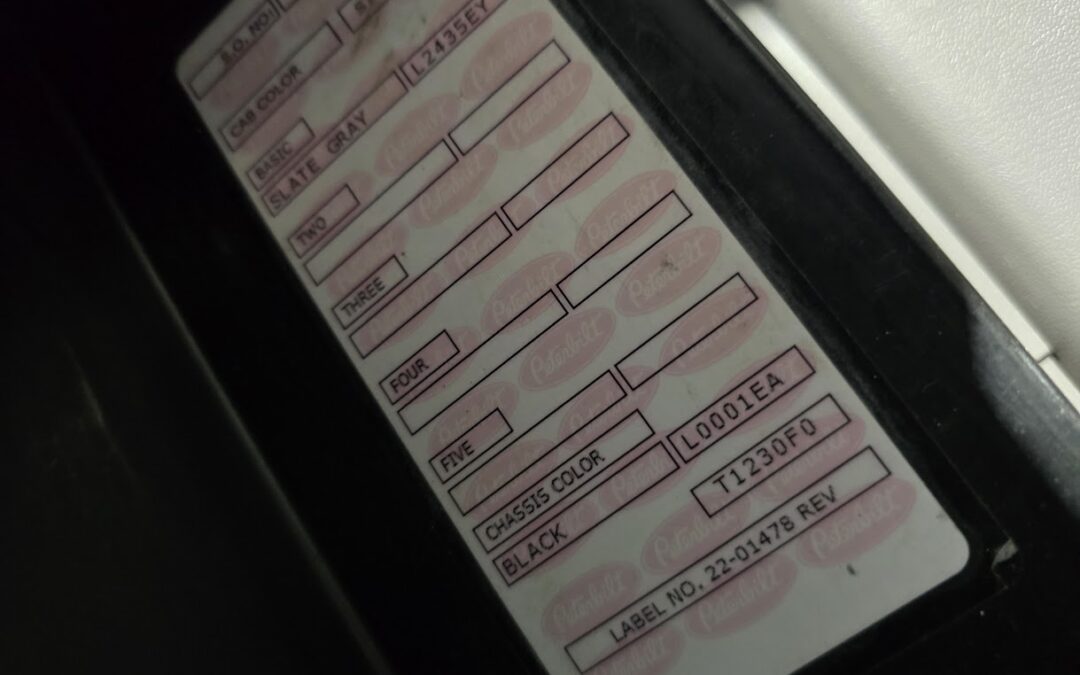 S.O. NO:
CAB COLOR
BASIC
SLATE GRAY L2435EY
TWO
THREE
FOUR
FIVE
CHASSIS COLOR
BLACK L0001EA
T1230F0
LABEL NO. 22-01478 REV
Peterbilt